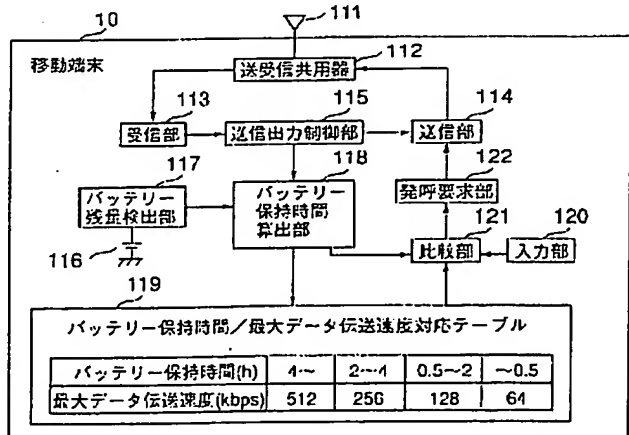 111
10
移動端末
112
送受信共用器
113
115
114
受信部
送信出力制御部
送信部
117
118
122
バッテリー
残量検出部
バッテリー
保持時間
算出部
発呼要求部
121
120
116
比較部
入力部
119
バッテリー保持時間/最大データ伝送速度対応テーブル
バッテリー保持時間(h) 4〜 2〜4 0.5〜2 〜0.5
最大データ伝送速度(kbps) 512 256 128 64